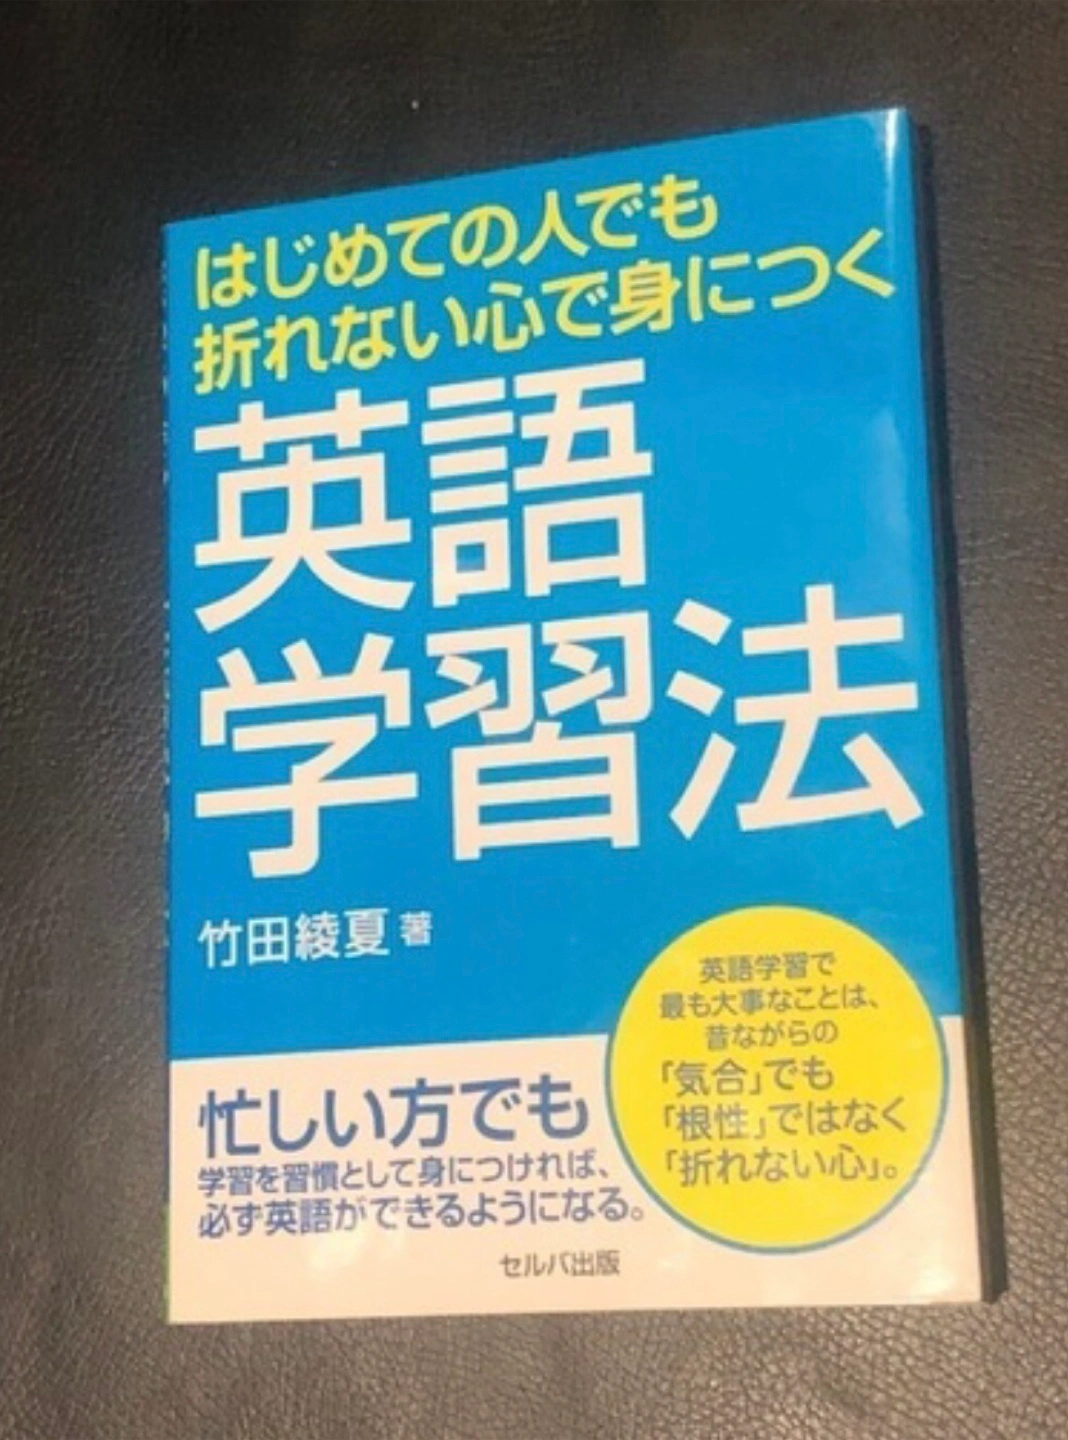 はじめての人でも
折れない心で身につく
英語
学習法
竹田綾夏 著
英語学習で
最も大事なことは、
昔ながらの
「気合」でも
「根性」ではなく
「折れない心」。
忙しい方でも
学習を習慣として身につければ、
必ず英語ができるようになる。
セルバ出版